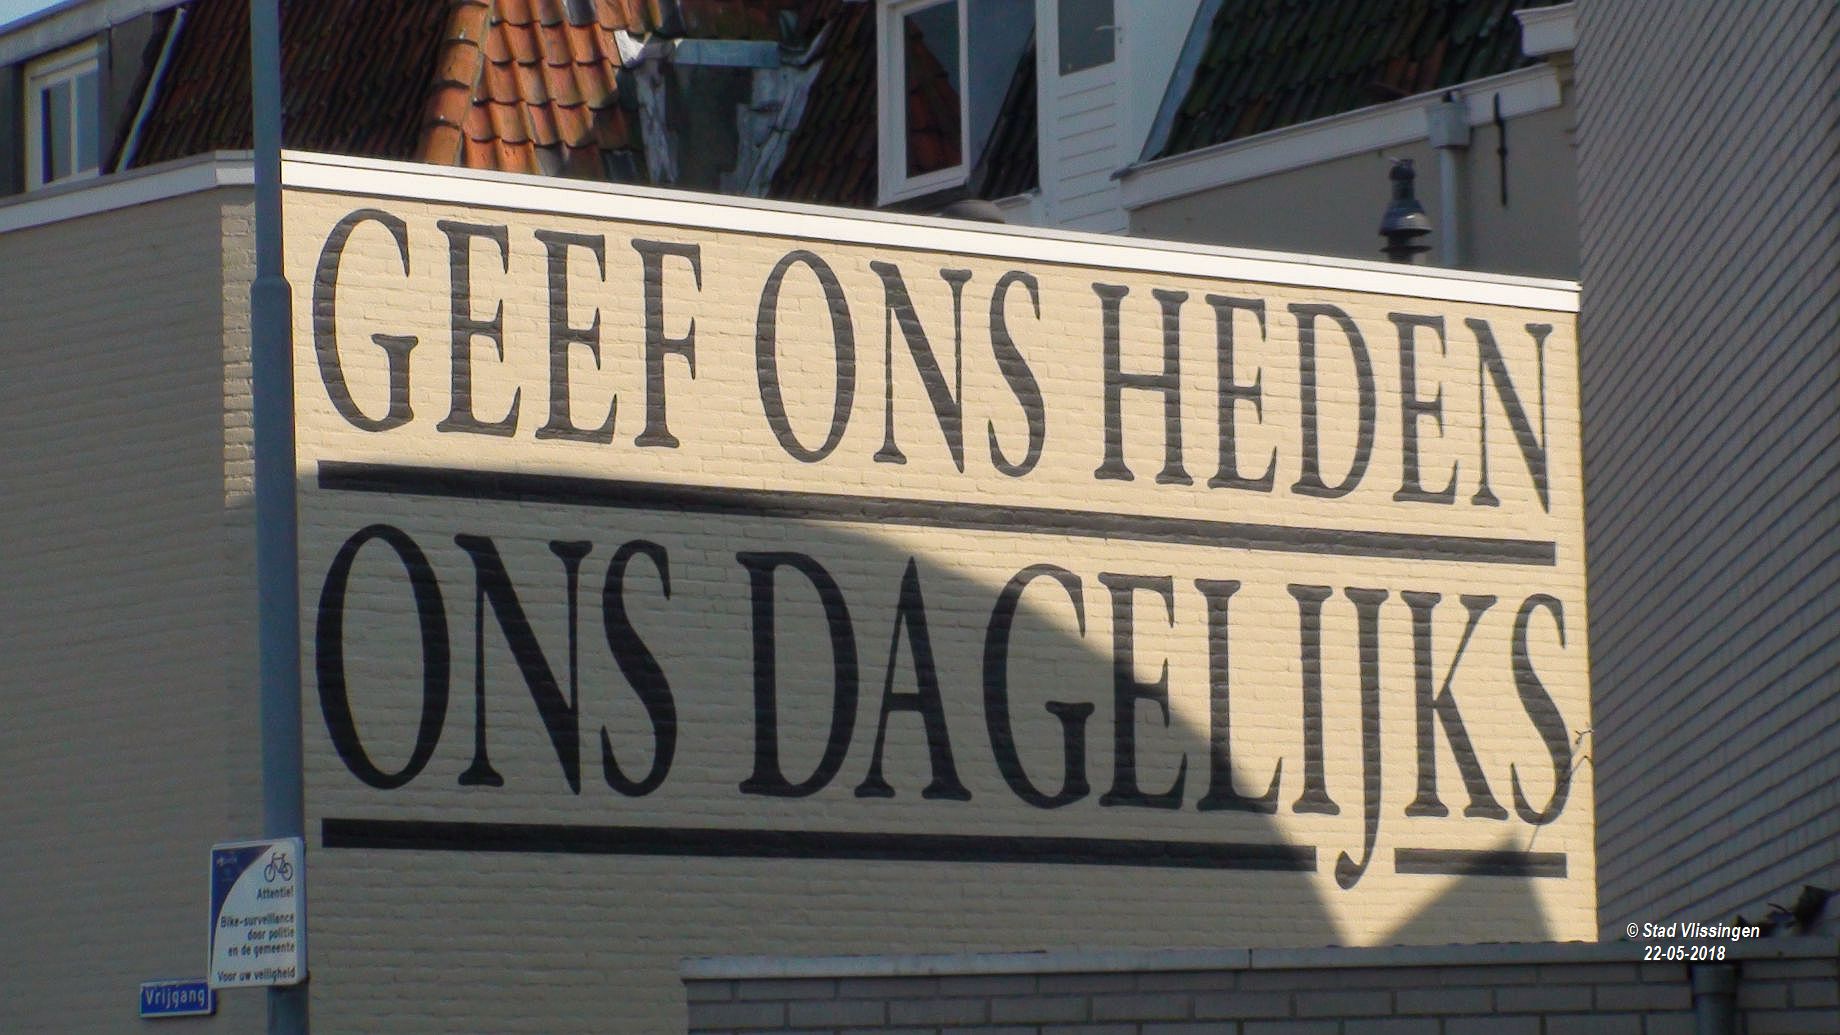 GEEF ONS HEDEN
ONS DAGELIJKS
Attentie!
Bike-surveillance
door politie
en de gemeente
Voor uw veiligheid
Vrijgang
© Stad Vlissingen
22-05-2018